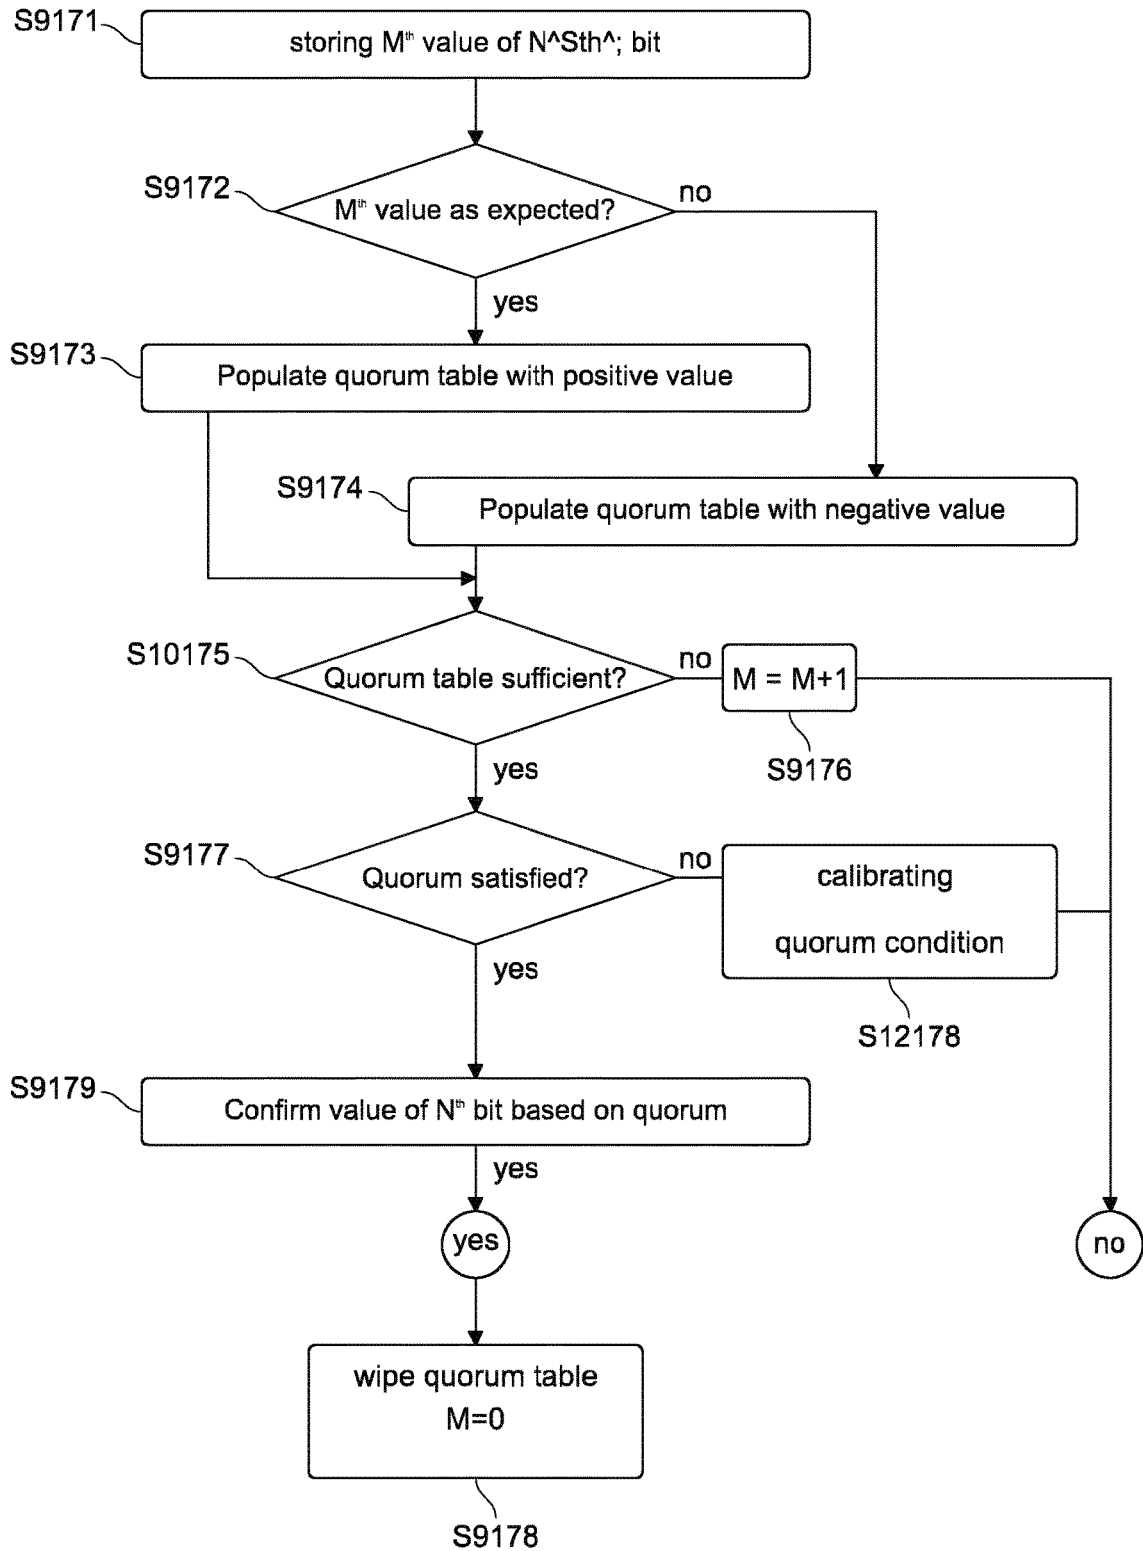 S9171
storing Mth value of N^Sth^; bit
S9172
Mth value as expected?
no
yes
S9173
Populate quorum table with positive value
S9174
Populate quorum table with negative value
S10175
Quorum table sufficient?
no
M = M+1
S9176
yes
S9177
Quorum satisfied?
no
calibrating
quorum condition
S12178
yes
S9179
Confirm value of Nth bit based on quorum
yes
yes
no
wipe quorum table
M=0
S9178